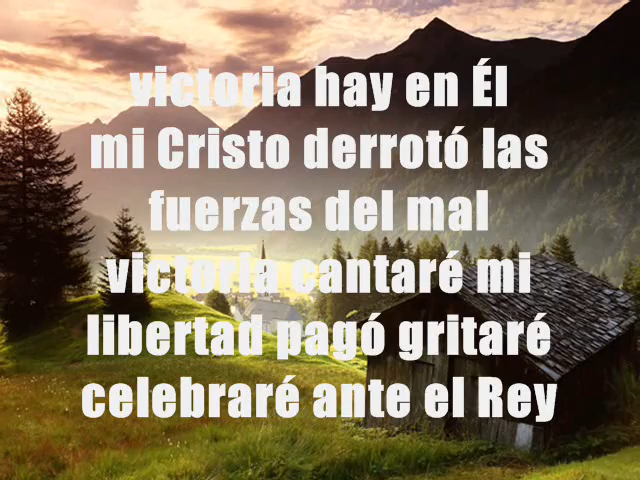 victoria hay en Él
mi Cristo derrotó las
fuerzas del mal
victoria cantaré mi
libertad pagó gritaré
celebraré ante el Rey